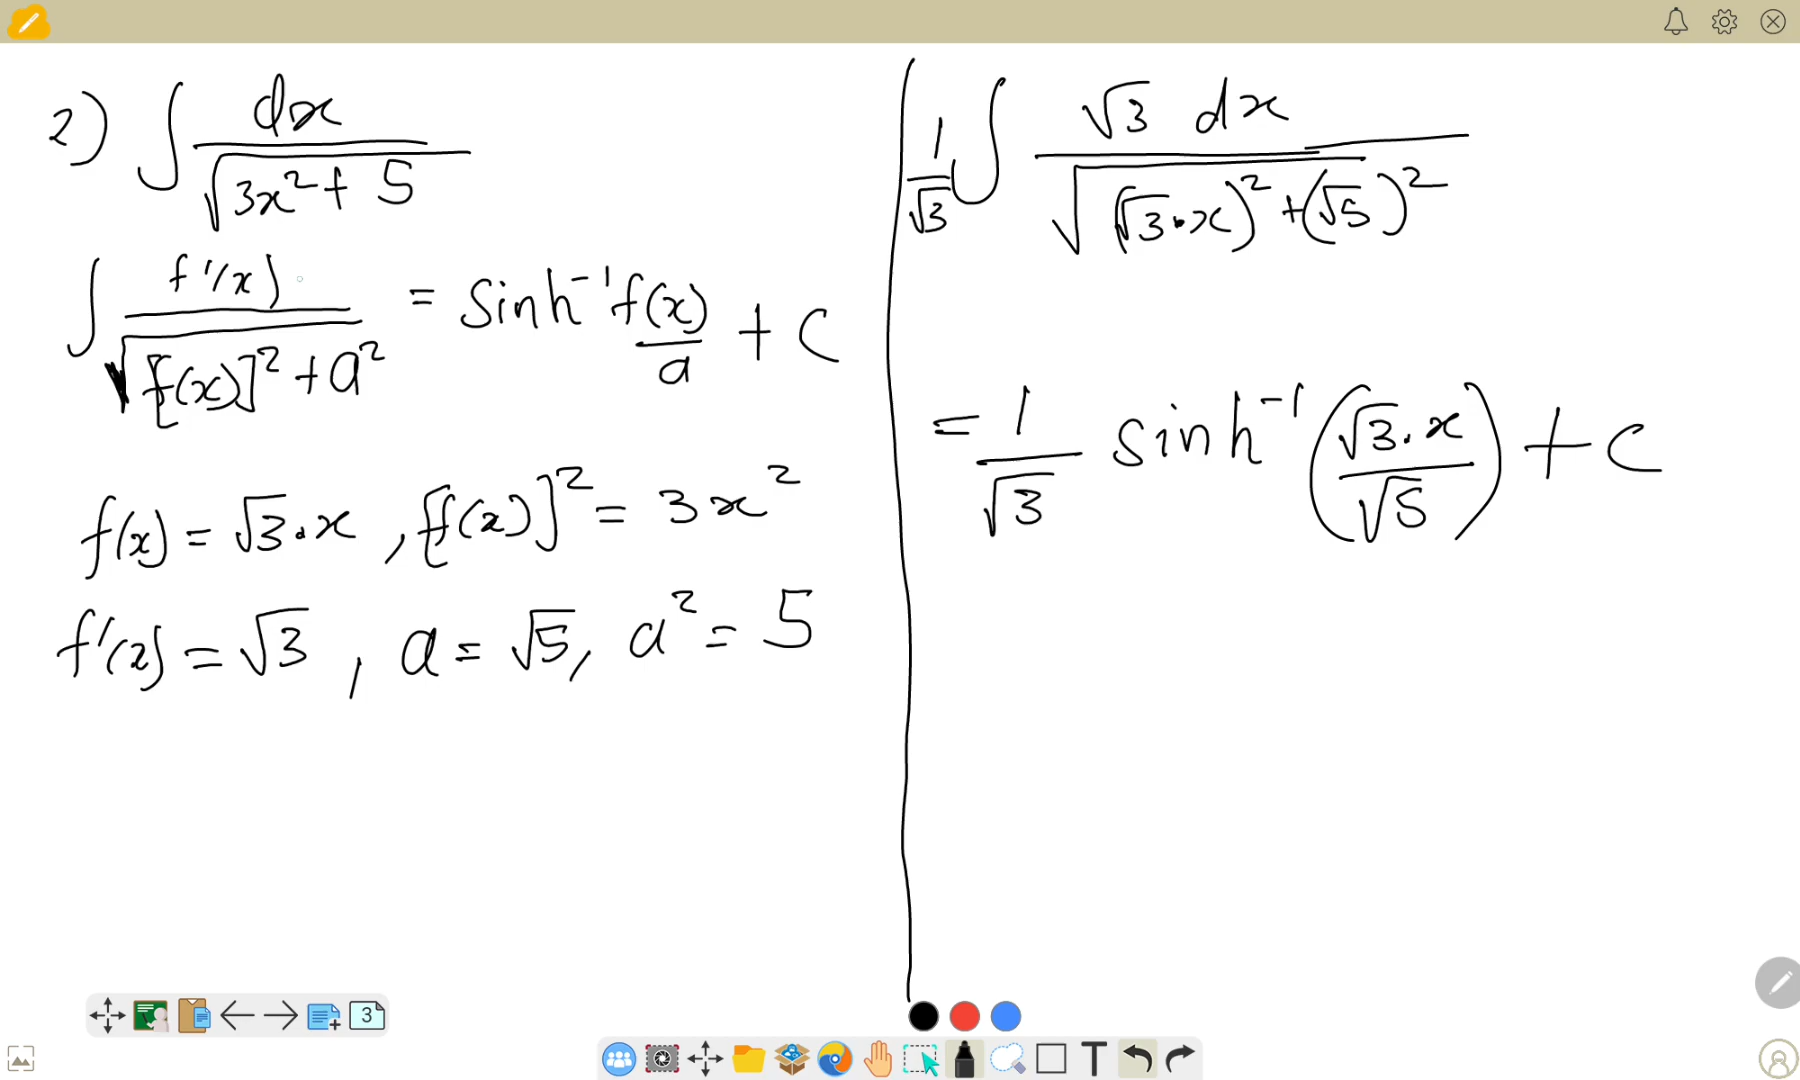 2) ∫ dx / √(3x² + 5)
∫ f'(x) / √([f(x)]² + a²) = sinh⁻¹ f(x)/a + c
f(x) = √3·x , [f(x)]² = 3x²
f'(x) = √3 , a = √5, a² = 5
1/√3 ∫ √3 dx / √((√3·x)² + (√5)²)
= 1/√3 sinh⁻¹ (√3·x / √5) + c
3
T